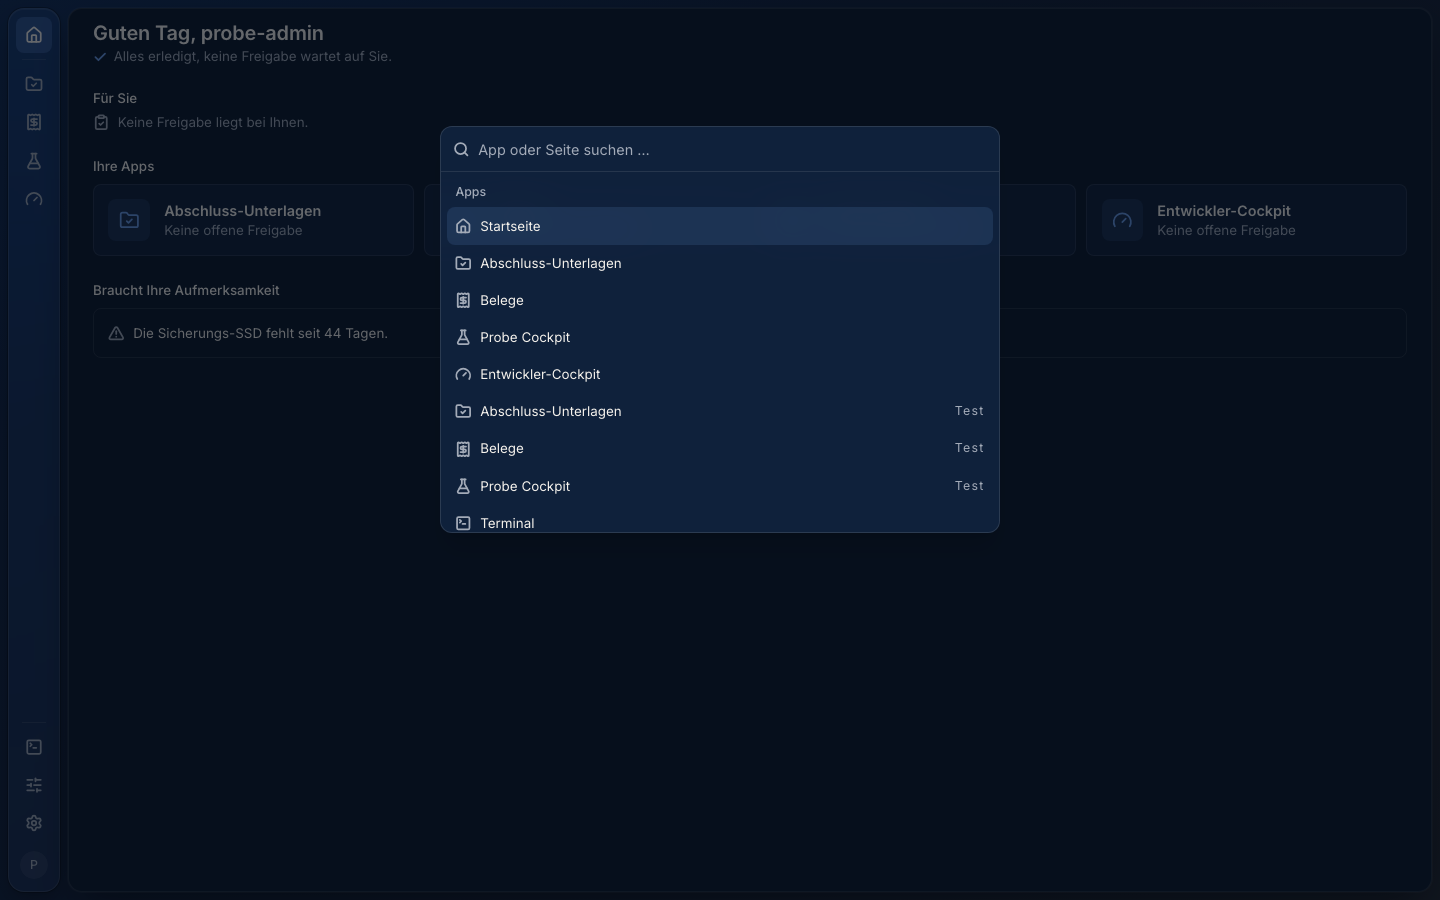 Guten Tag, probe-admin
Alles erledigt, keine Freigabe wartet auf Sie.
Für Sie
Keine Freigabe liegt bei Ihnen.
Ihre Apps
Abschluss-Unterlagen
Keine offene Freigabe
Entwickler-Cockpit
Keine offene Freigabe
Braucht Ihre Aufmerksamkeit
Die Sicherungs-SSD fehlt seit 44 Tagen.
App oder Seite suchen ...
Apps
Startseite
Abschluss-Unterlagen
Belege
Probe Cockpit
Entwickler-Cockpit
Abschluss-Unterlagen Test
Belege Test
Probe Cockpit Test
Terminal
P